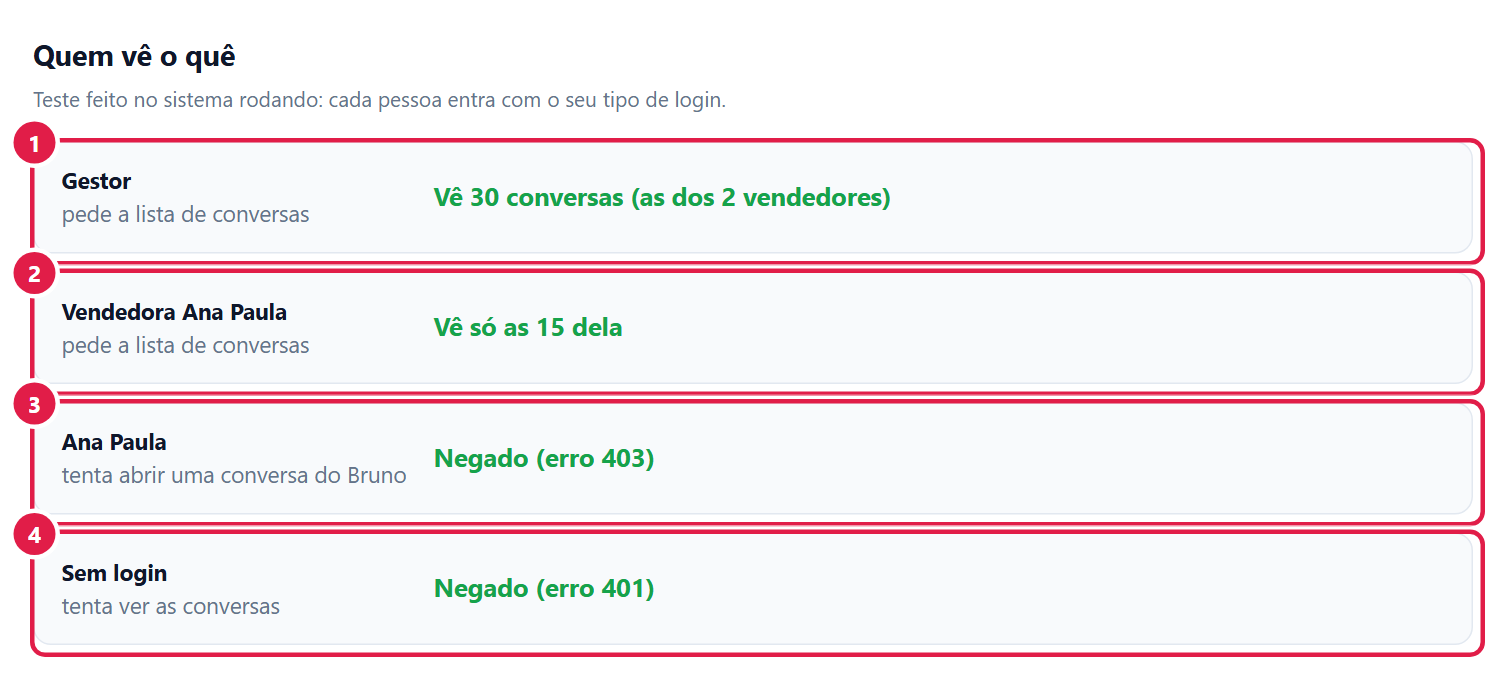 Quem vê o quê
Teste feito no sistema rodando: cada pessoa entra com o seu tipo de login.
1
Gestor
pede a lista de conversas
Vê 30 conversas (as dos 2 vendedores)
2
Vendedora Ana Paula
pede a lista de conversas
Vê só as 15 dela
3
Ana Paula
tenta abrir uma conversa do Bruno
Negado (erro 403)
4
Sem login
tenta ver as conversas
Negado (erro 401)